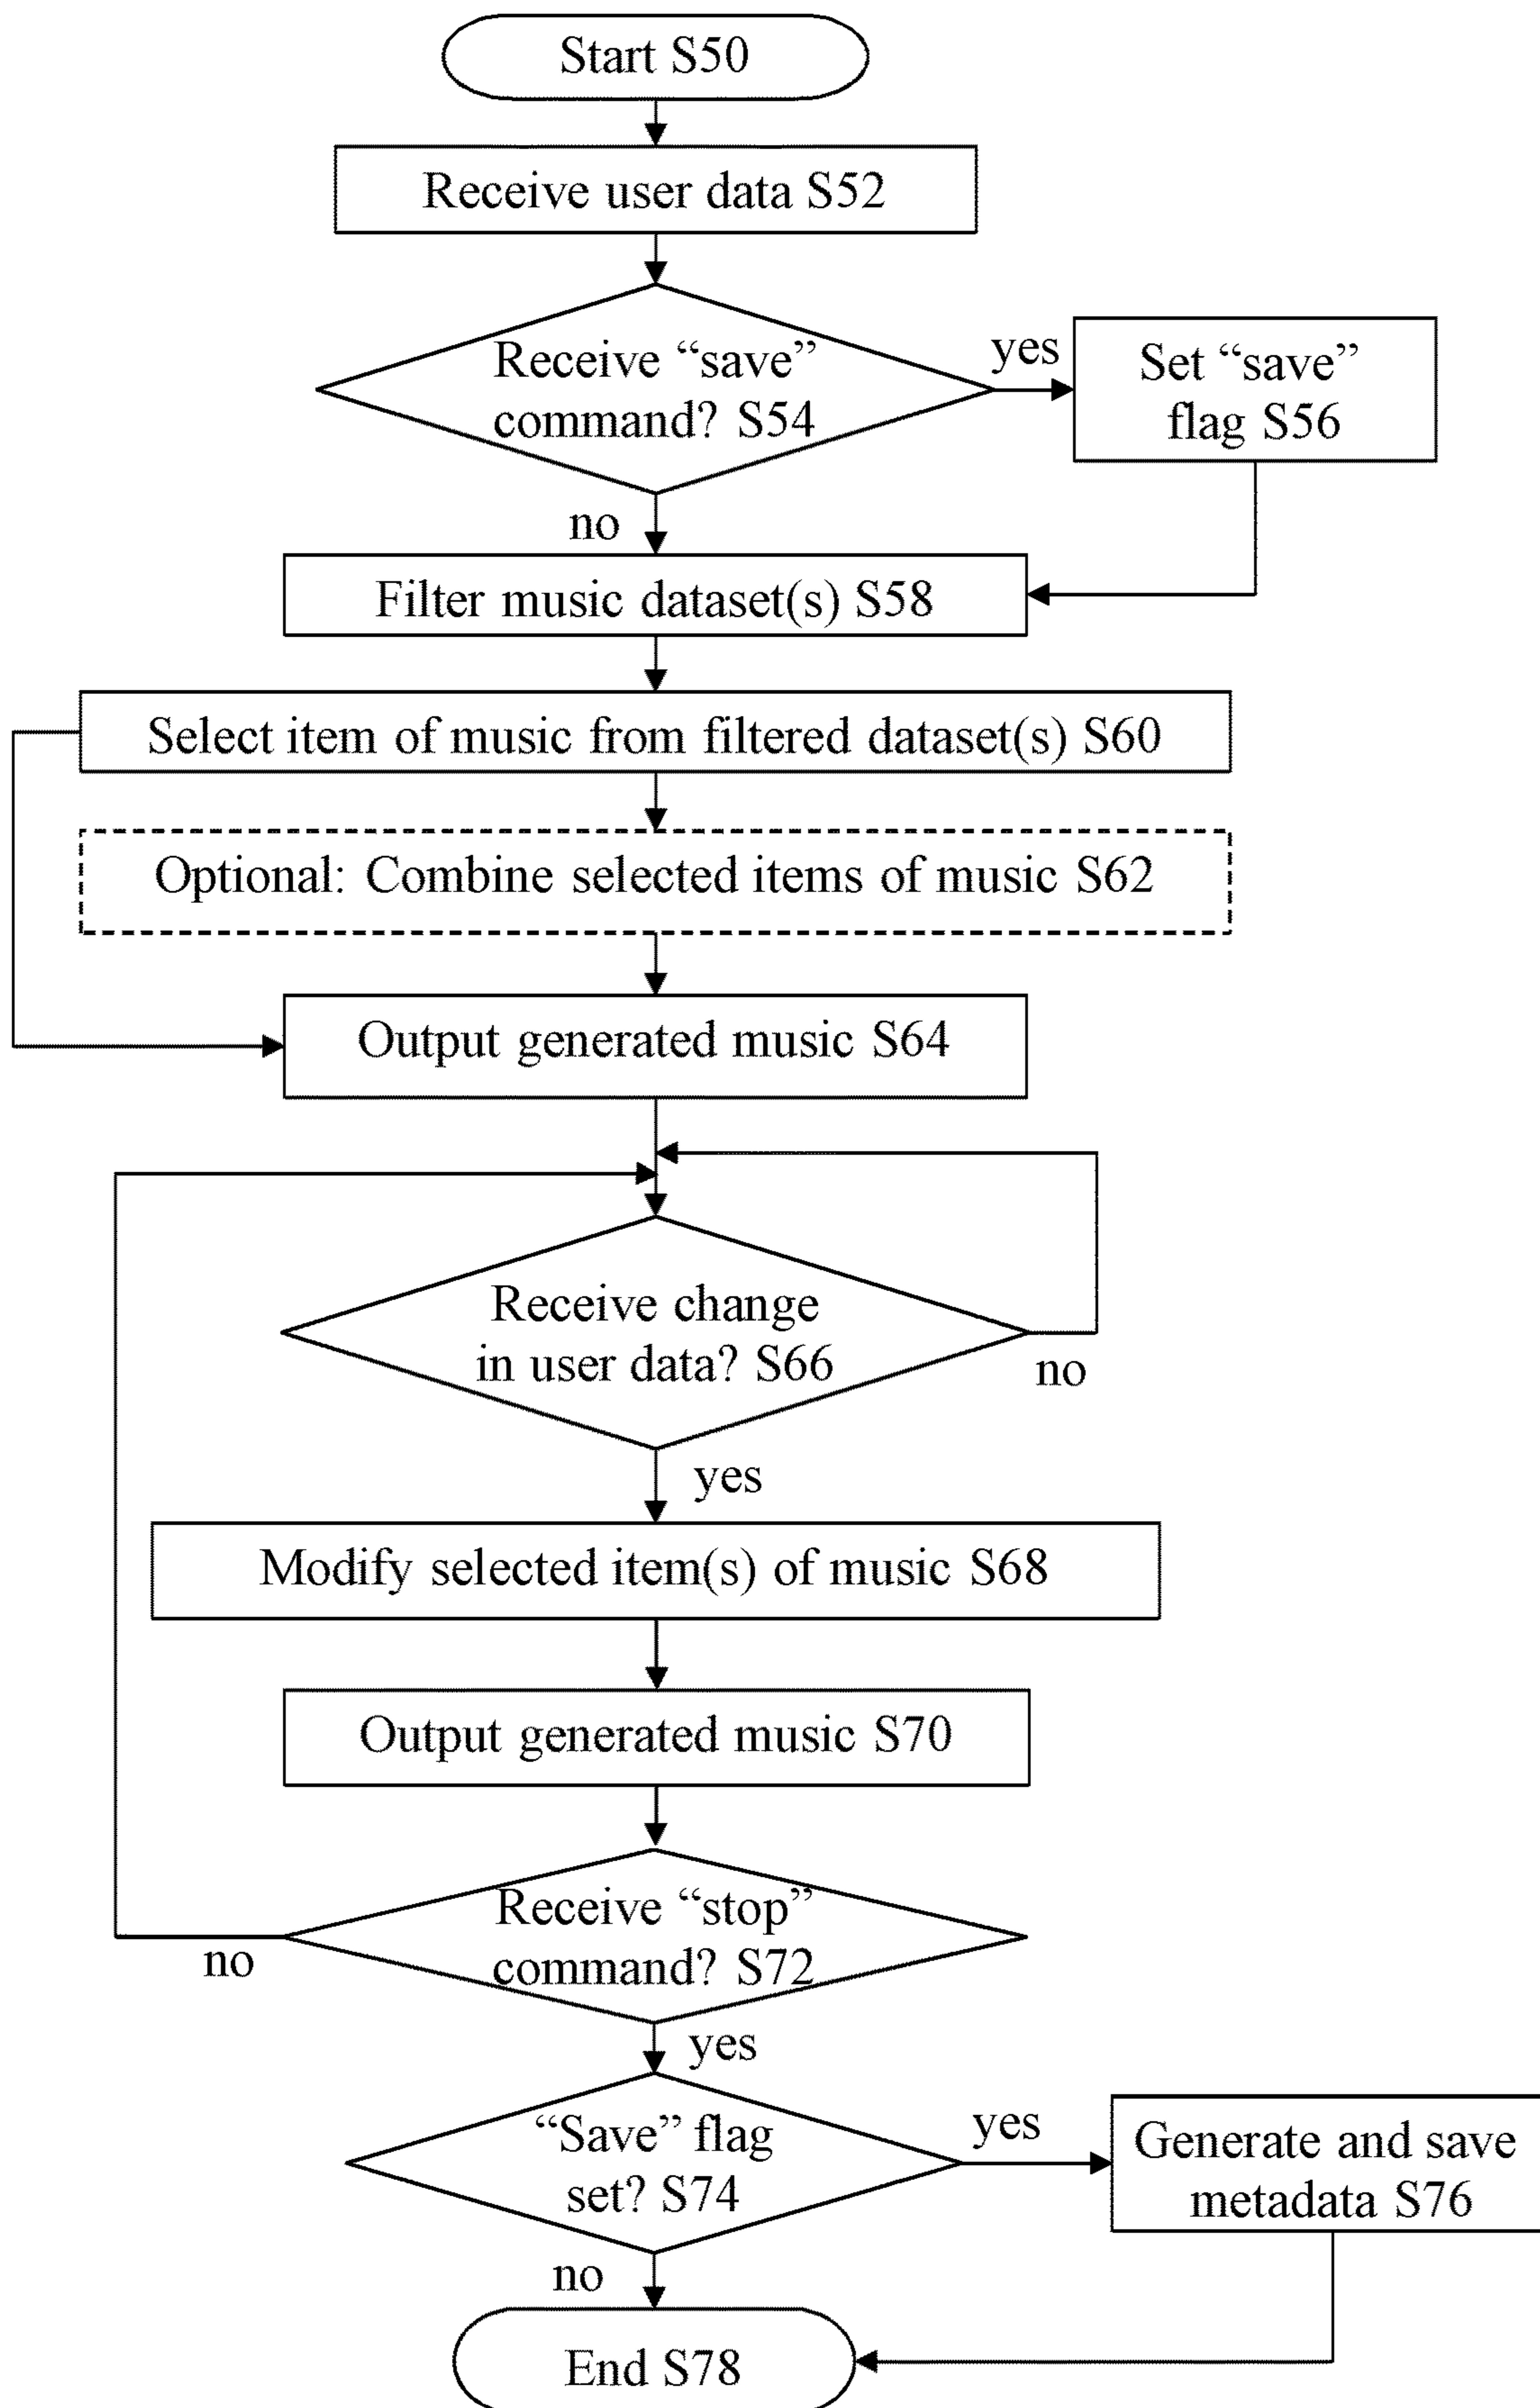 Start S50
Receive user data S52
Receive “save”
command? S54
yes
Set “save”
flag S56
no
Filter music dataset(s) S58
Select item of music from filtered dataset(s) S60
Optional: Combine selected items of music S62
Output generated music S64
Receive change
in user data? S66
no
yes
Modify selected item(s) of music S68
Output generated music S70
Receive “stop”
command? S72
no
yes
“Save” flag
set? S74
yes
Generate and save
metadata S76
no
End S78